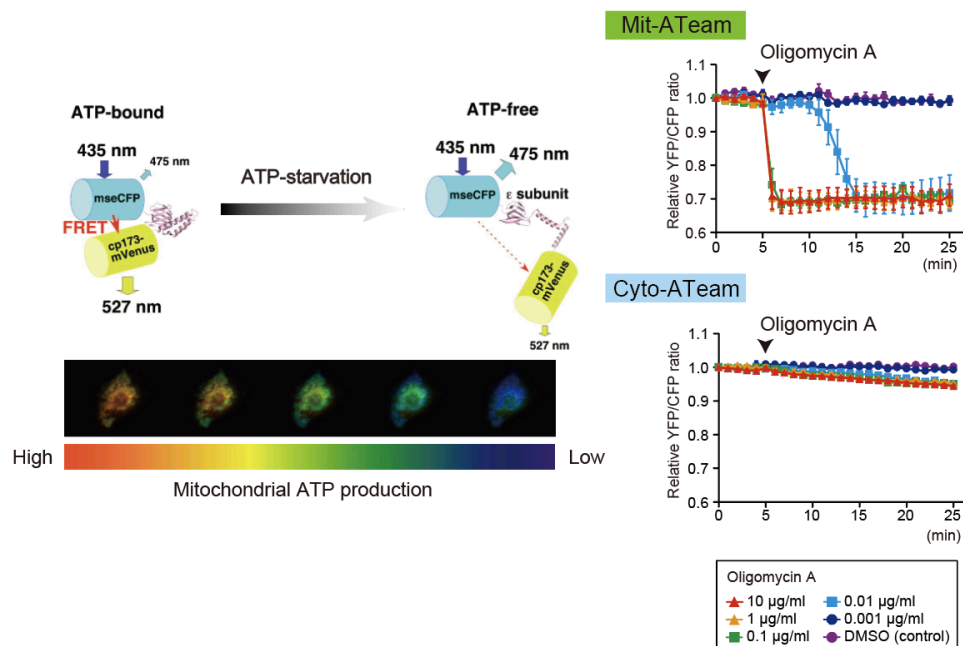 ATP-bound
435 nm
475 nm
mseCFP
FRET
cp173-
mVenus
527 nm
ATP-starvation
ATP-free
435 nm
475 nm
mseCFP
ε subunit
cp173-
mVenus
527 nm
High
Low
Mitochondrial ATP production
Mit-ATeam
Oligomycin A
Relative YFP/CFP ratio
1.1
1.0
0.9
0.8
0.7
0.6
0 5 10 15 20 25
(min)
Cyto-ATeam
Oligomycin A
Relative YFP/CFP ratio
1.1
1.0
0.9
0.8
0.7
0.6
0 5 10 15 20 25
(min)
Oligomycin A
10 µg/ml 0.01 µg/ml
1 µg/ml 0.001 µg/ml
0.1 µg/ml DMSO (control)